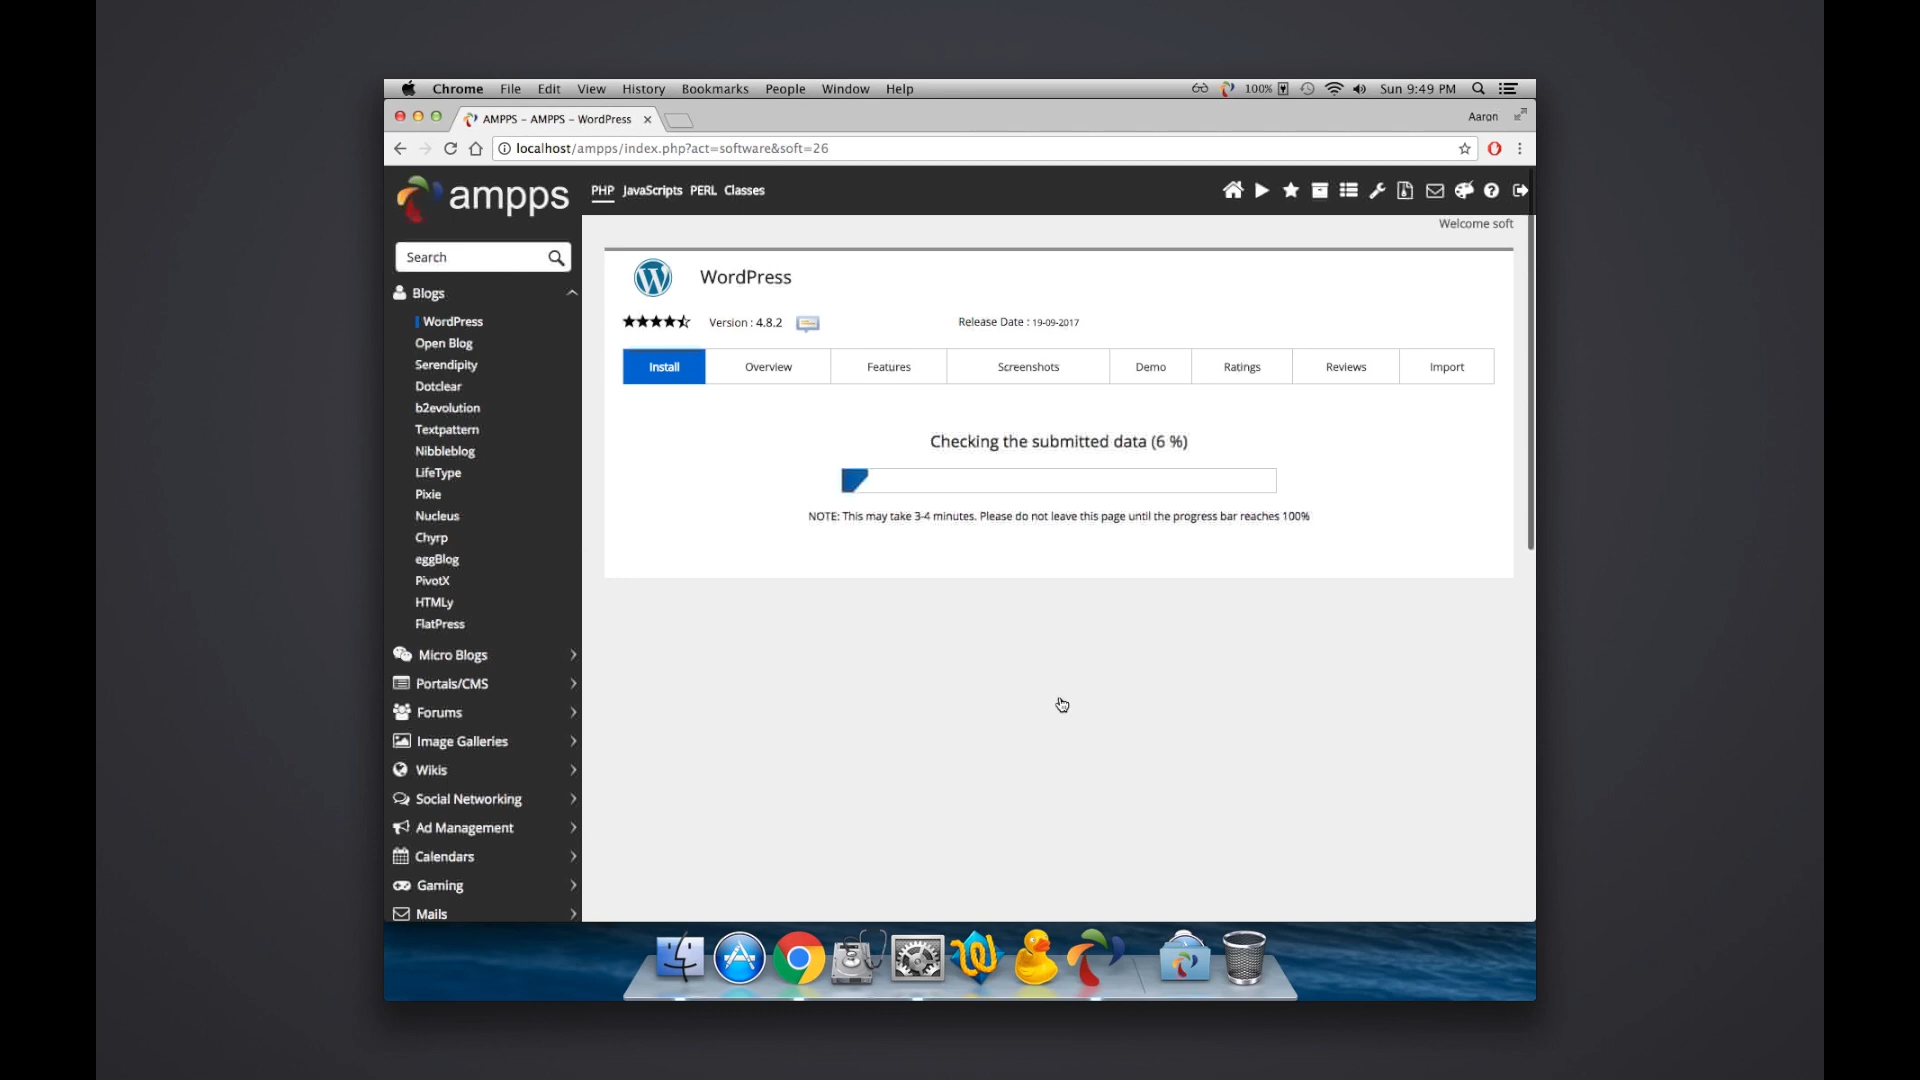 Chrome File Edit View History Bookmarks People Window Help 100% Sun 9:49 PM
AMPPS - AMPPS - WordPress Aaron
localhost/ampps/index.php?act=software&soft=26
ampps PHP JavaScripts PERL Classes
Welcome soft
Search
WordPress
Version : 4.8.2 Release Date : 19-09-2017
Install Overview Features Screenshots Demo Ratings Reviews Import
Checking the submitted data (6 %)
NOTE: This may take 3-4 minutes. Please do not leave this page until the progress bar reaches 100%
Blogs
WordPress
Open Blog
Serendipity
Dotclear
b2evolution
Textpattern
Nibbleblog
LifeType
Pixie
Nucleus
Chyrp
eggBlog
PivotX
HTMLy
FlatPress
Micro Blogs
Portals/CMS
Forums
Image Galleries
Wikis
Social Networking
Ad Management
Calendars
Gaming
Mails